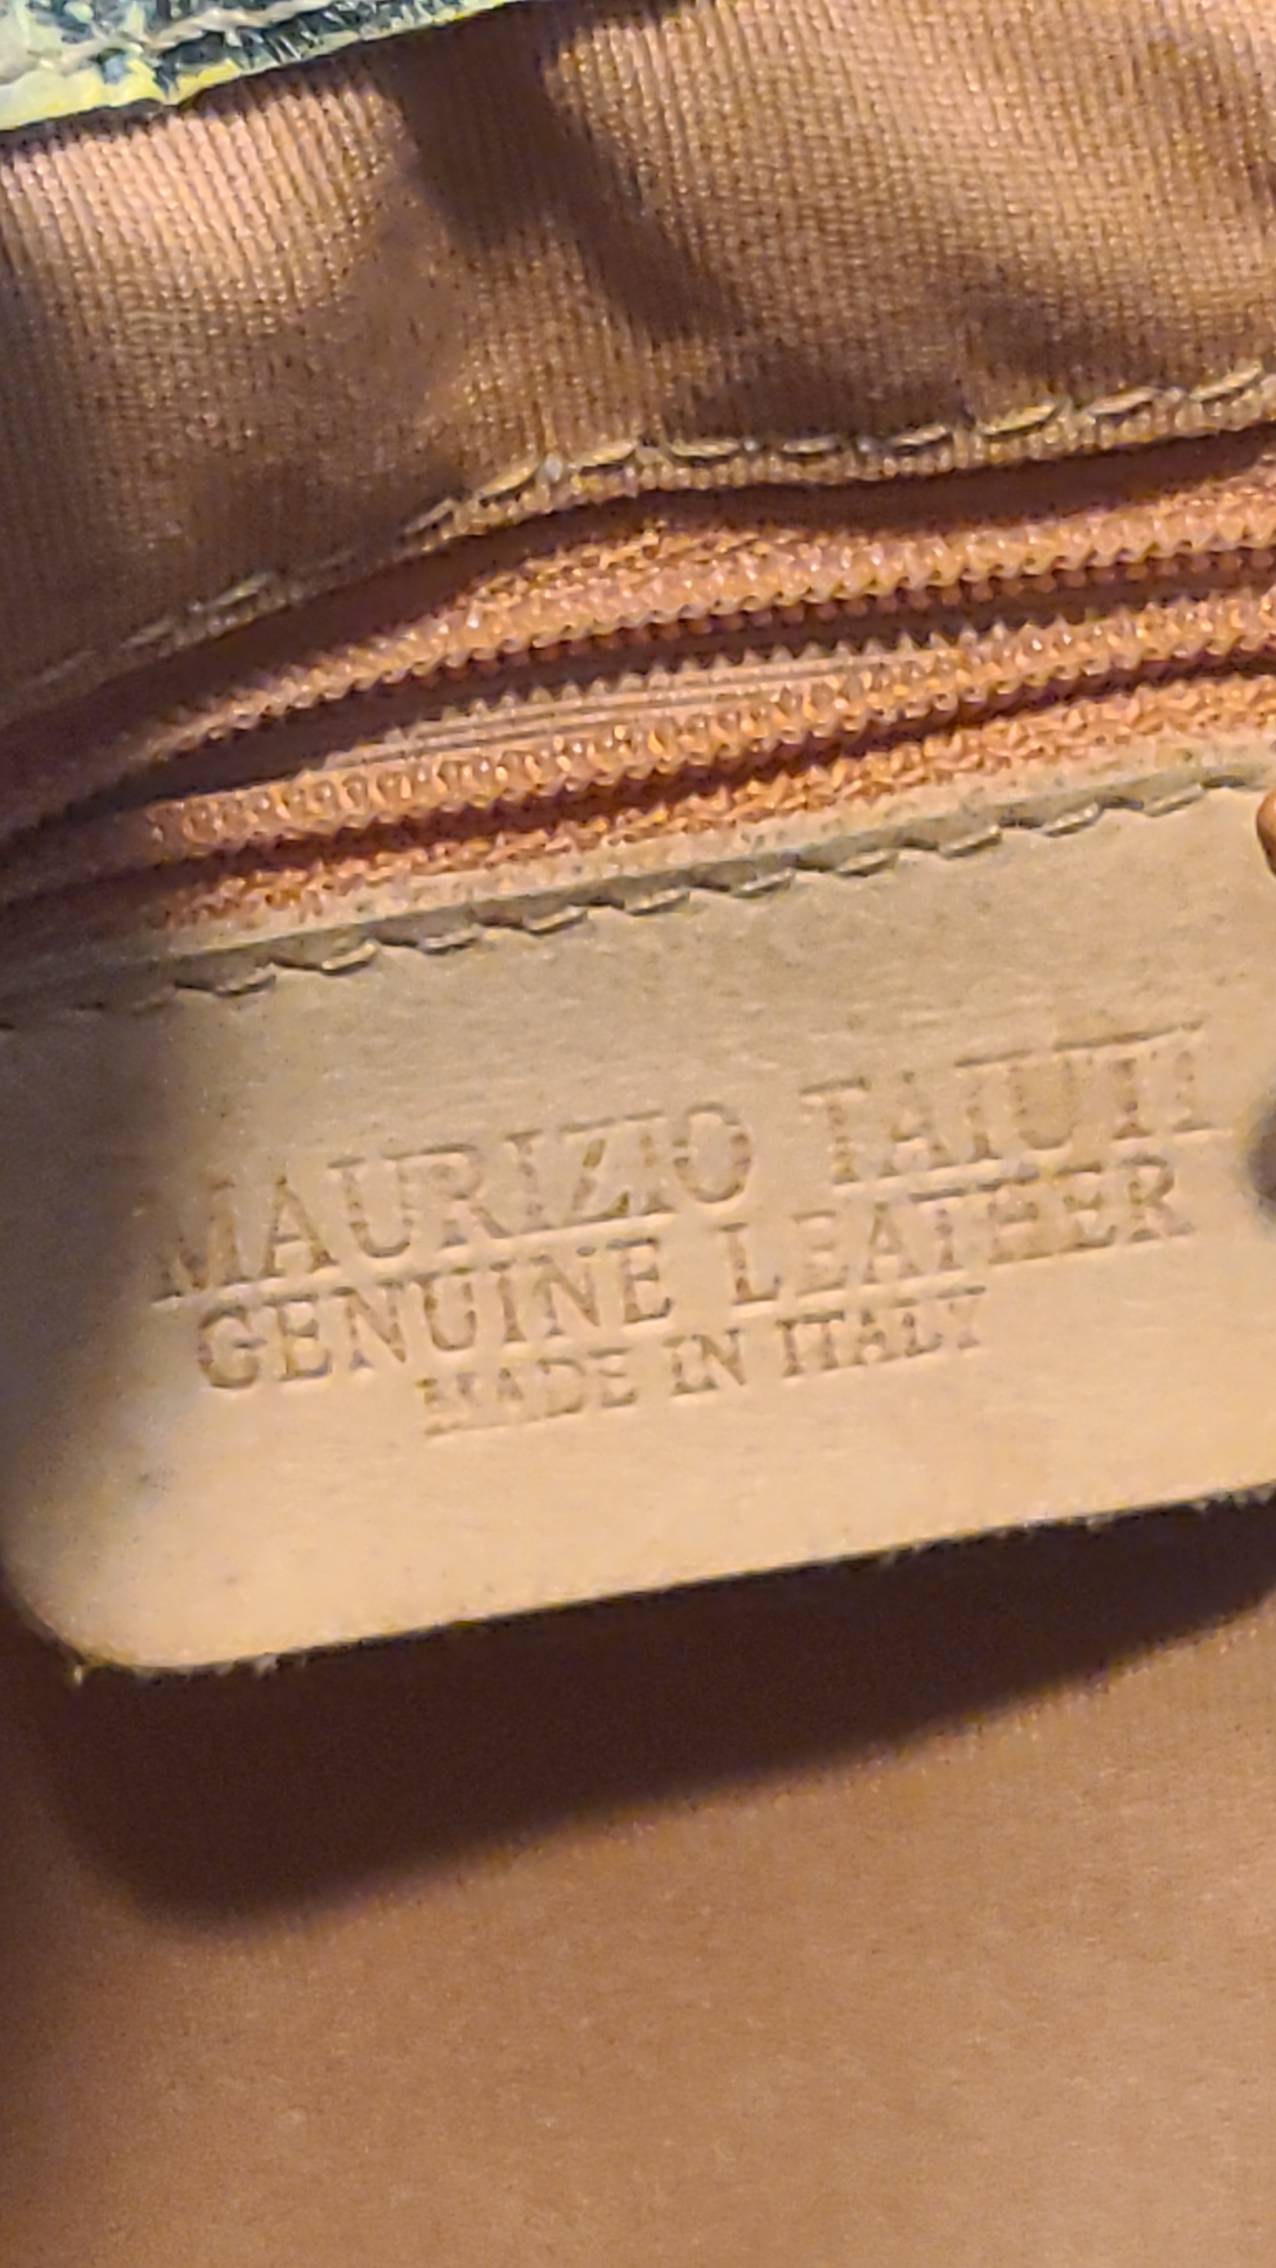 MAURIZIO TAIUTI
GENUINE LEATHER
MADE IN ITALY